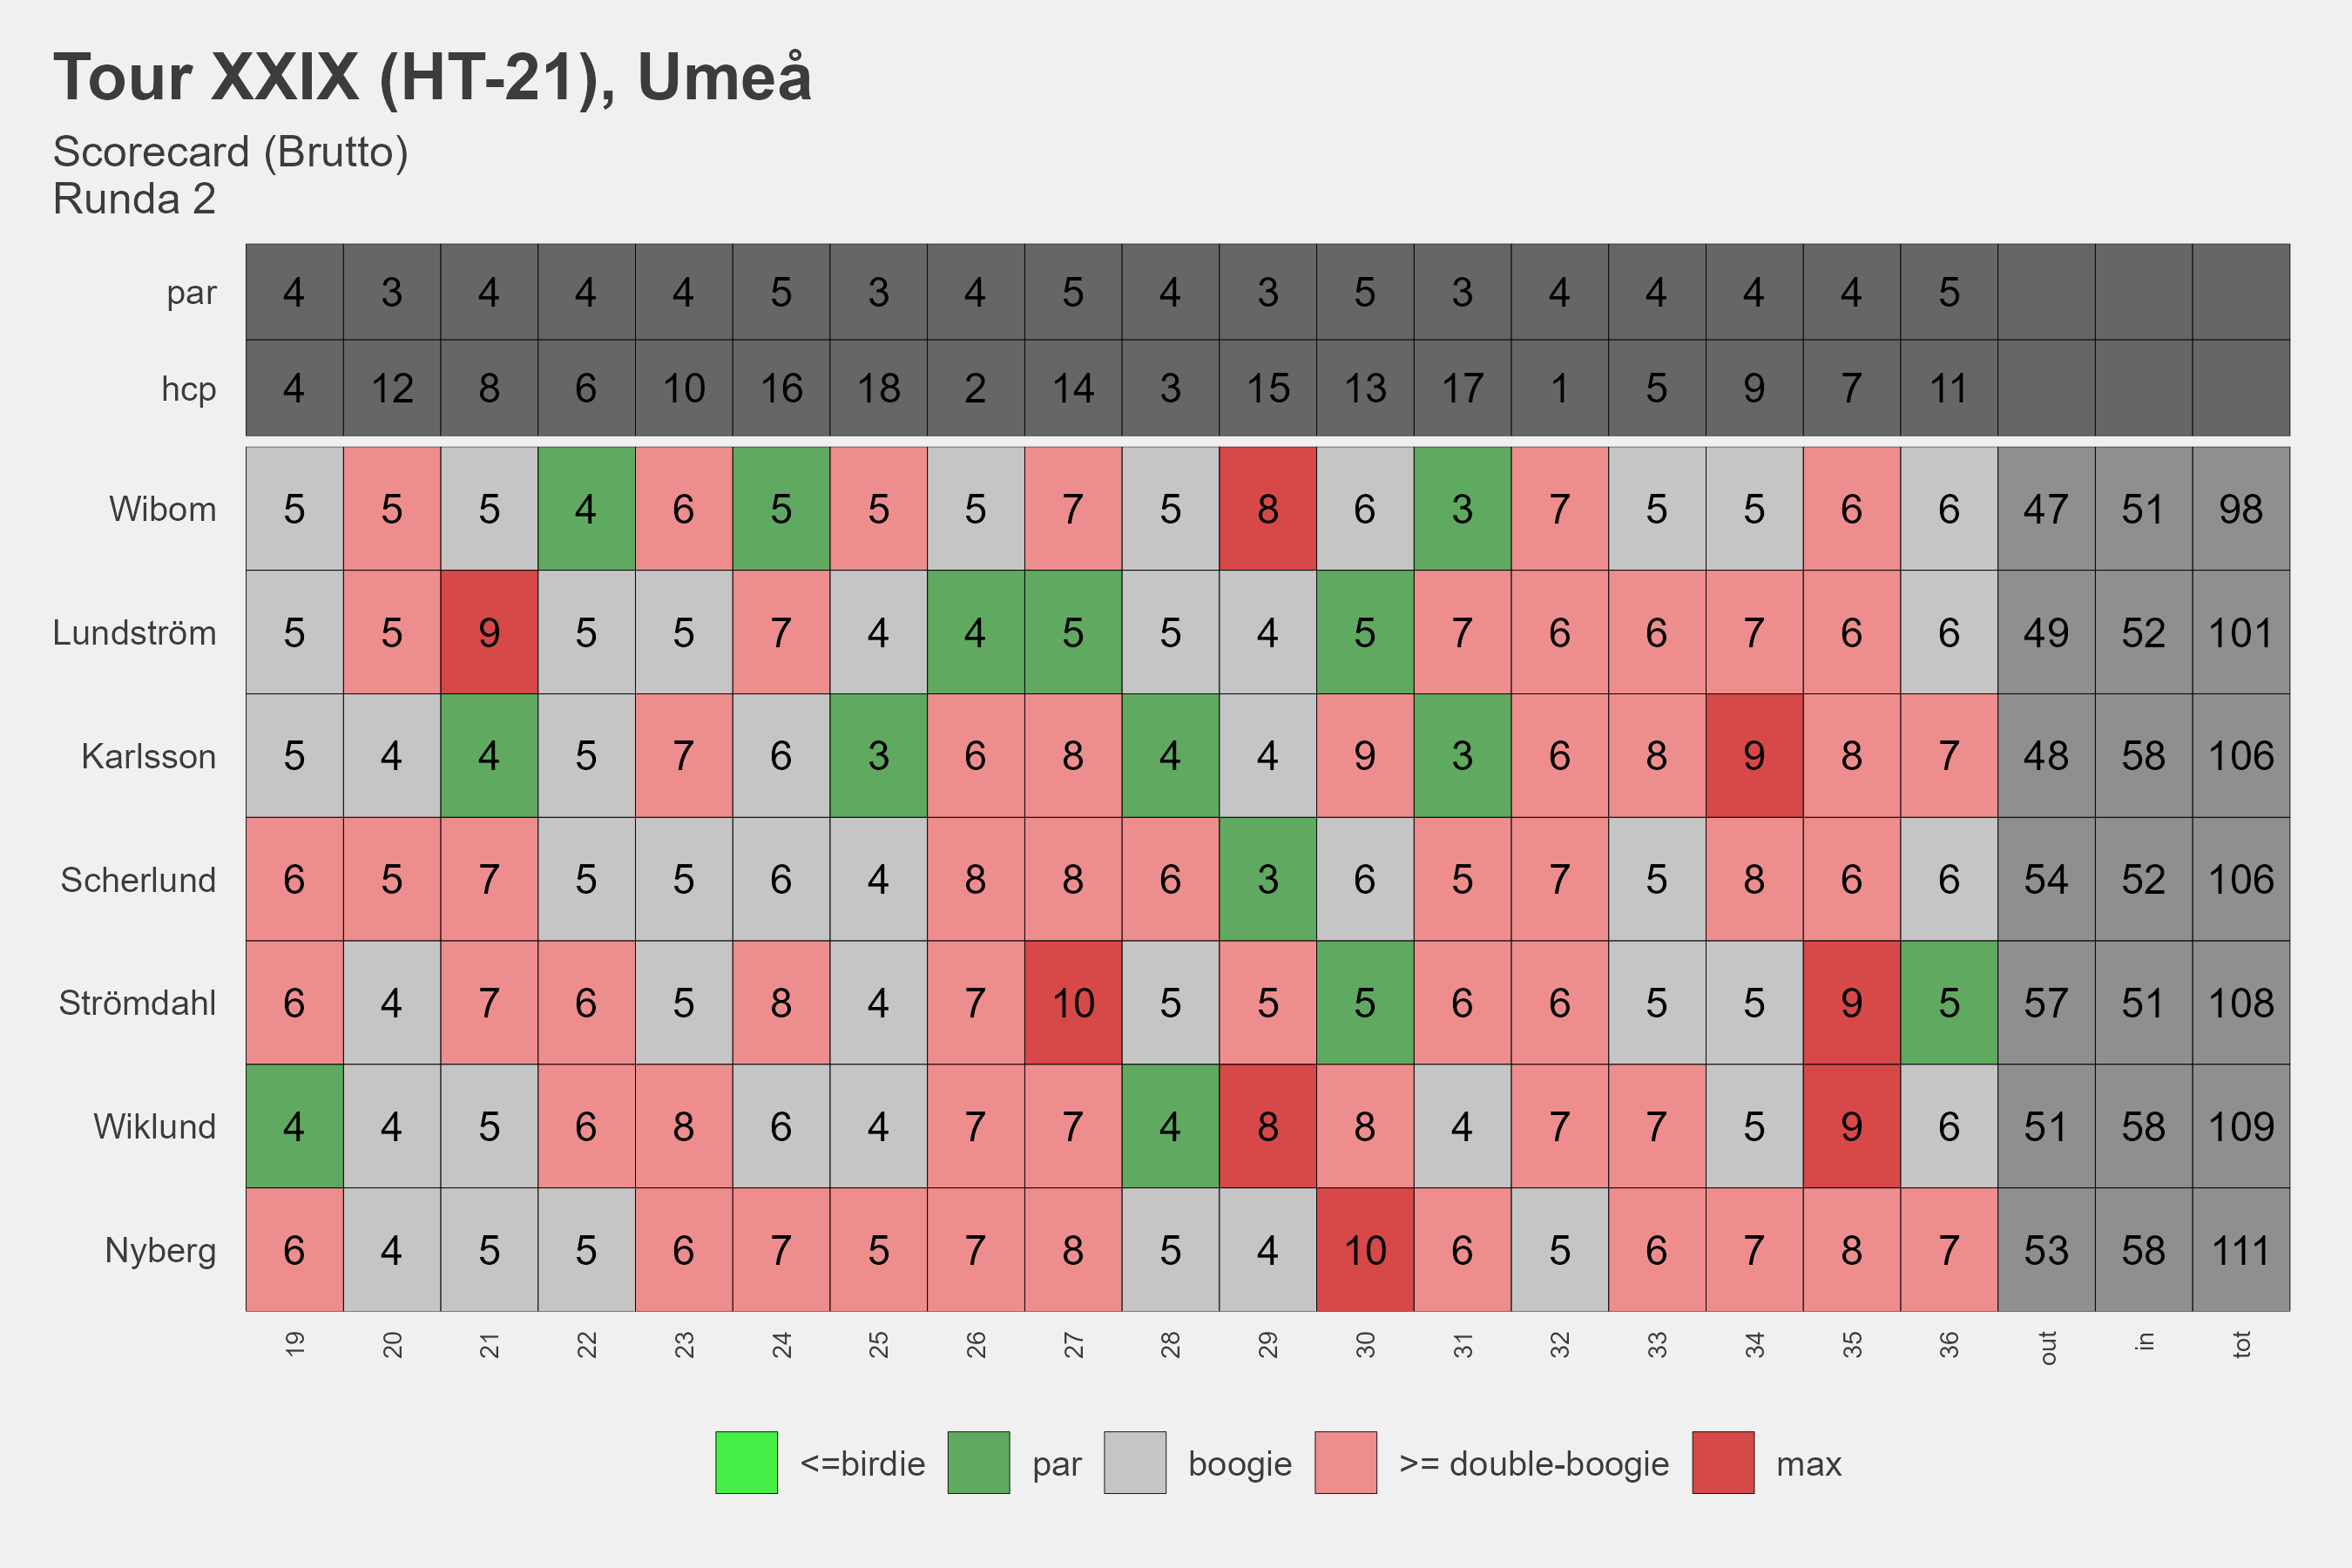 Tour XXIX (HT-21), Umeå
Scorecard (Brutto)
Runda 2
par 4 3 4 4 4 5 3 4 5 4 3 5 3 4 4 4 4 5
hcp 4 12 8 6 10 16 18 2 14 3 15 13 17 1 5 9 7 11
Wibom 5 5 5 4 6 5 5 5 7 5 8 6 3 7 5 5 6 6 47 51 98
Lundström 5 5 9 5 5 7 4 4 5 5 4 5 7 6 6 7 6 6 49 52 101
Karlsson 5 4 4 5 7 6 3 6 8 4 4 9 3 6 8 9 8 7 48 58 106
Scherlund 6 5 7 5 5 6 4 8 8 6 3 6 5 7 5 8 6 6 54 52 106
Strömdahl 6 4 7 6 5 8 4 7 10 5 5 5 6 6 5 5 9 5 57 51 108
Wiklund 4 4 5 6 8 6 4 7 7 4 8 8 4 7 7 5 9 6 51 58 109
Nyberg 6 4 5 5 6 7 5 7 8 5 4 10 6 5 6 7 8 7 53 58 111
19 20 21 22 23 24 25 26 27 28 29 30 31 32 33 34 35 36 out in tot
<=birdie par boogie >= double-boogie max